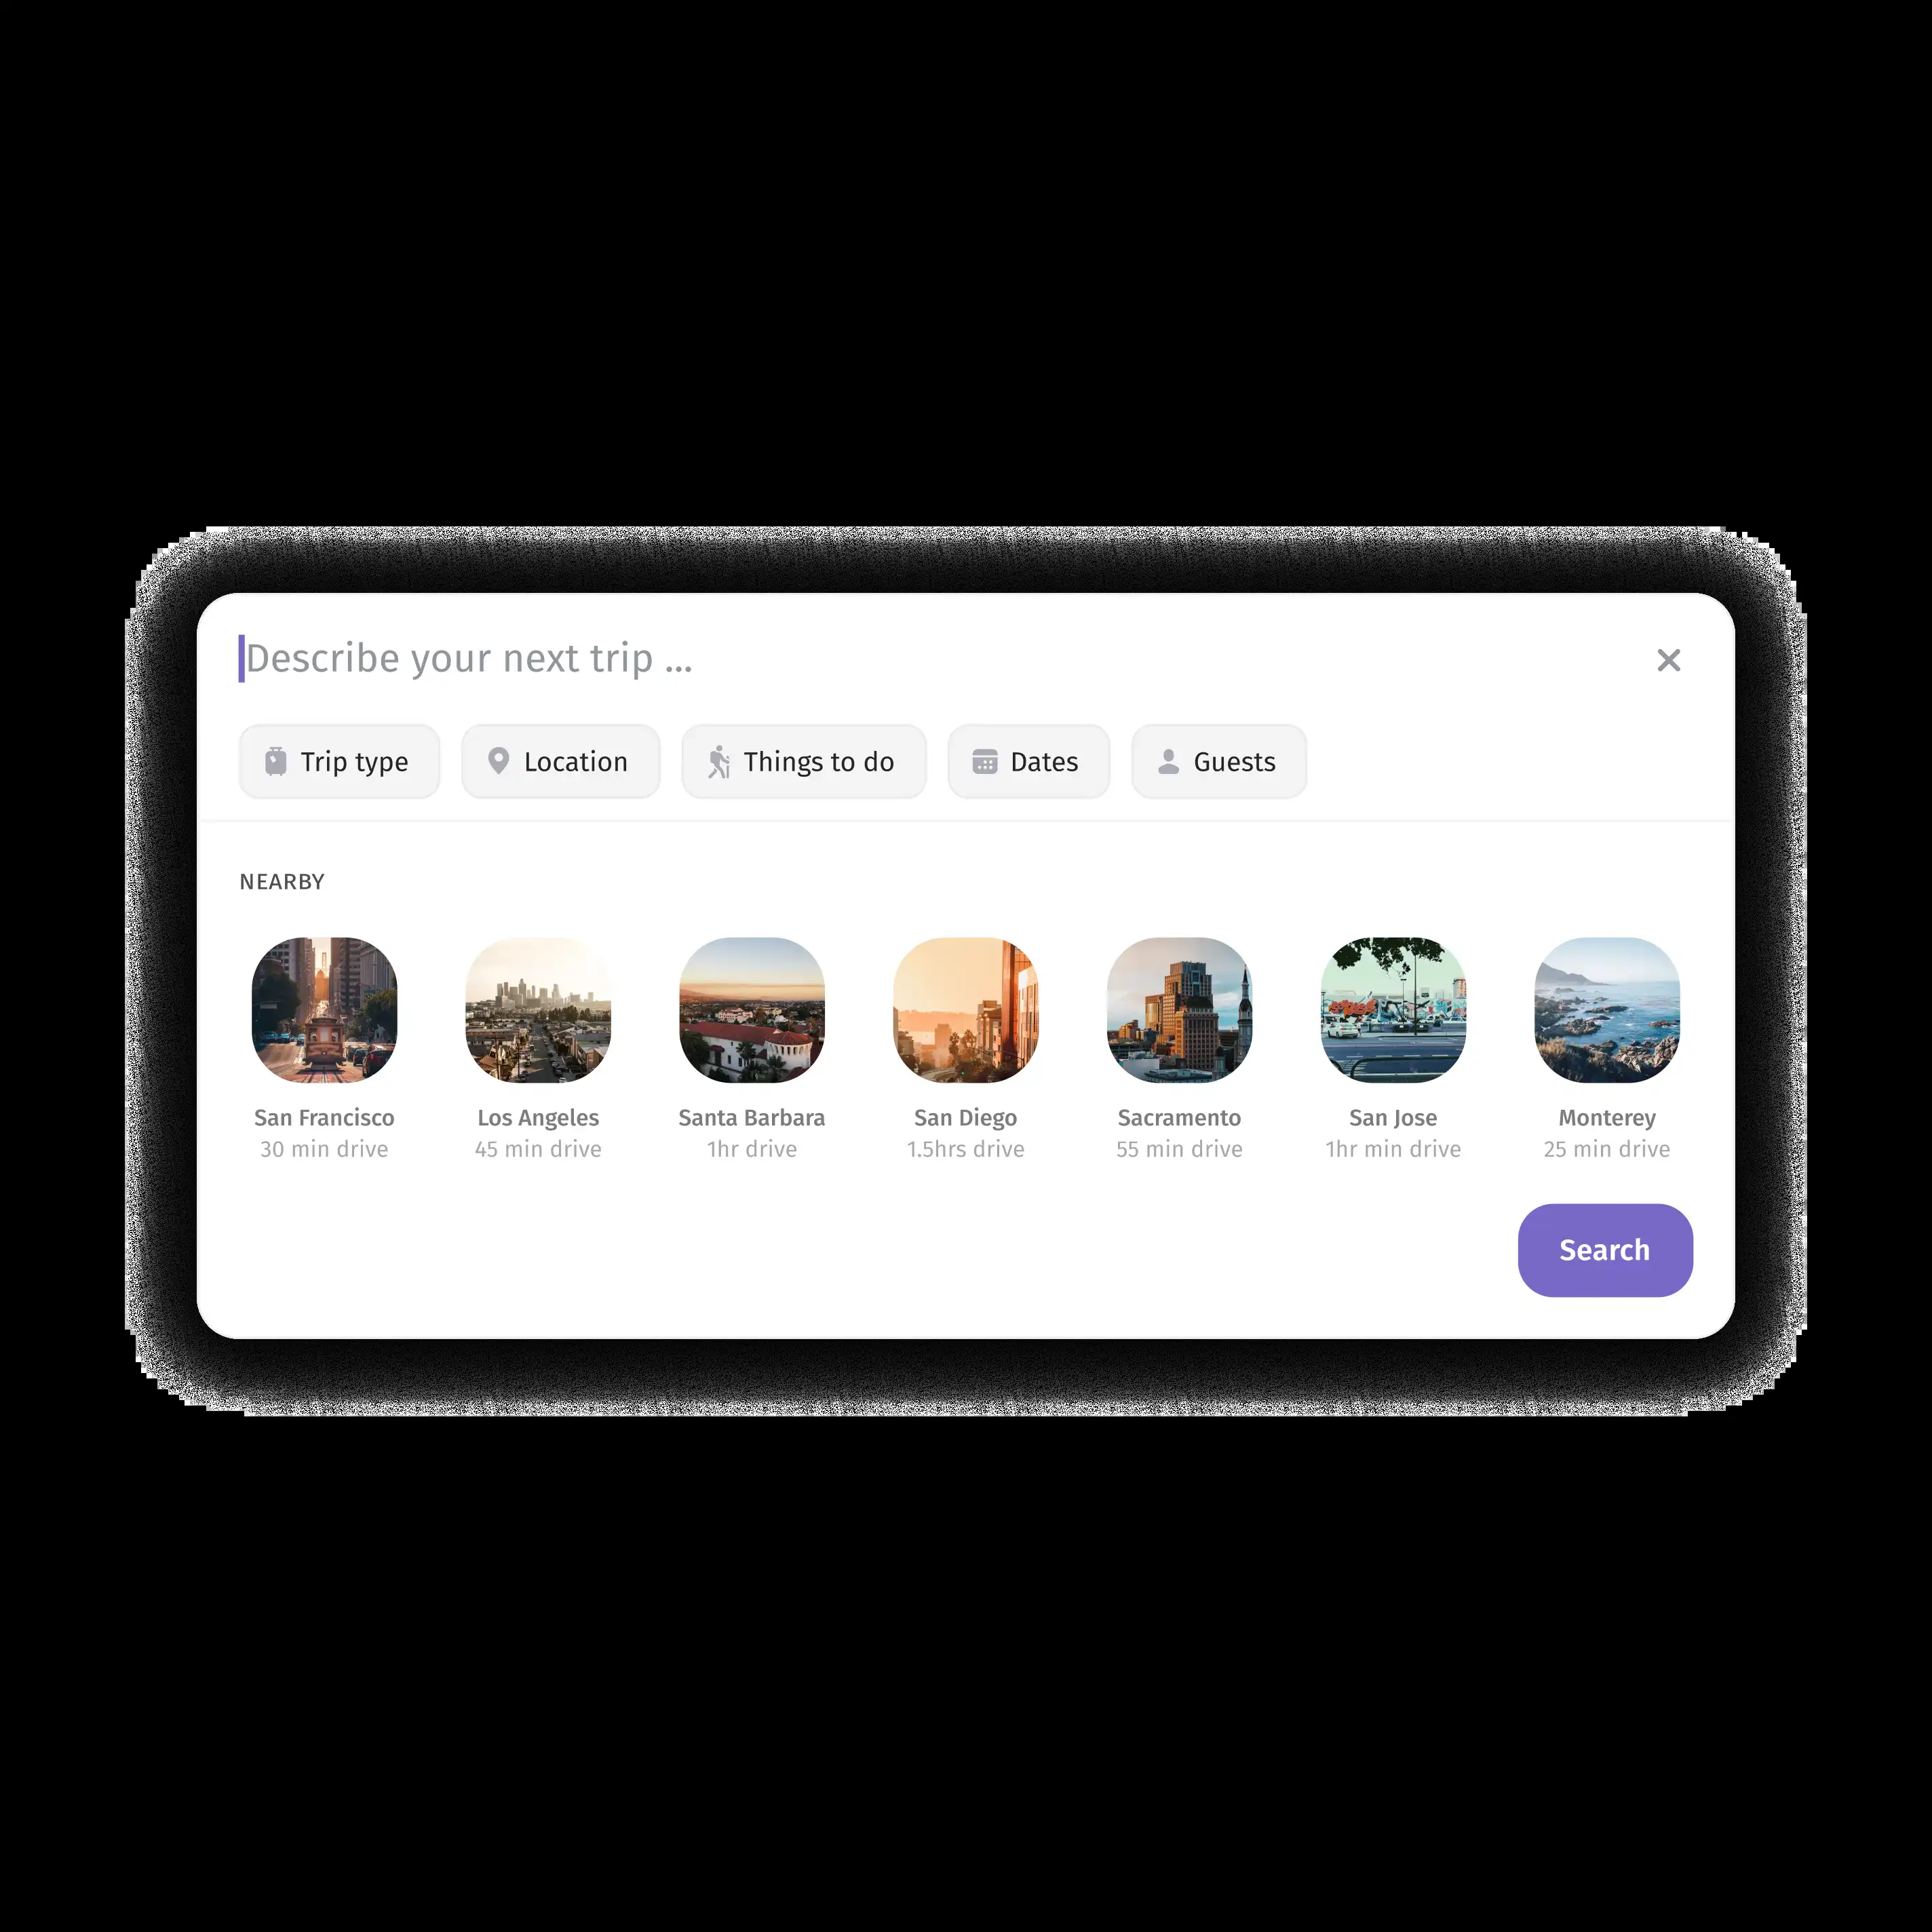 Describe your next trip ...
Trip type Location Things to do Dates Guests
NEARBY
San Francisco Los Angeles Santa Barbara San Diego Sacramento San Jose Monterey
30 min drive 45 min drive 1hr drive 1.5hrs drive 55 min drive 1hr min drive 25 min drive
Search